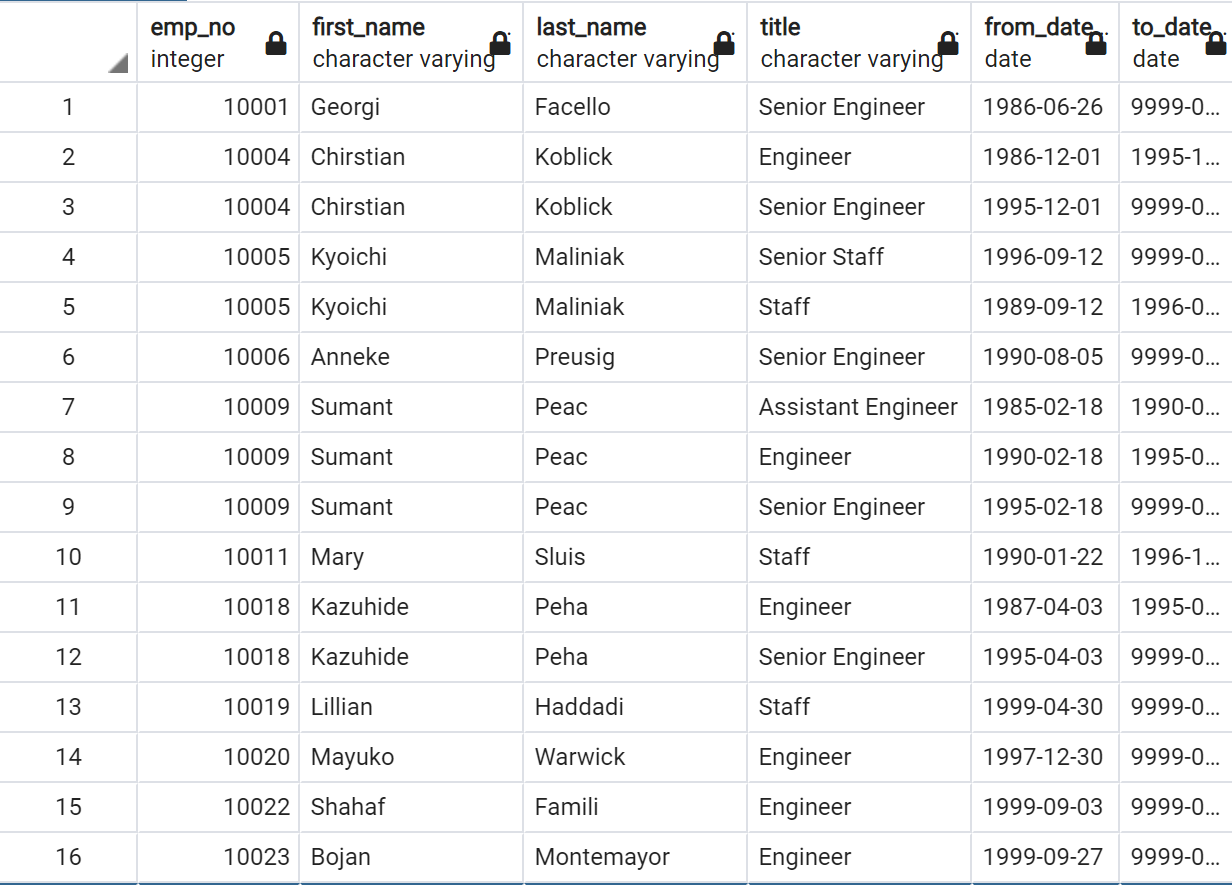 emp_no first_name last_name title from_date to_date
integer character varying character varying character varying date date
1 10001 Georgi Facello Senior Engineer 1986-06-26 9999-0...
2 10004 Chirstian Koblick Engineer 1986-12-01 1995-1...
3 10004 Chirstian Koblick Senior Engineer 1995-12-01 9999-0...
4 10005 Kyoichi Maliniak Senior Staff 1996-09-12 9999-0...
5 10005 Kyoichi Maliniak Staff 1989-09-12 1996-0...
6 10006 Anneke Preusig Senior Engineer 1990-08-05 9999-0...
7 10009 Sumant Peac Assistant Engineer 1985-02-18 1990-0...
8 10009 Sumant Peac Engineer 1990-02-18 1995-0...
9 10009 Sumant Peac Senior Engineer 1995-02-18 9999-0...
10 10011 Mary Sluis Staff 1990-01-22 1996-1...
11 10018 Kazuhide Peha Engineer 1987-04-03 1995-0...
12 10018 Kazuhide Peha Senior Engineer 1995-04-03 9999-0...
13 10019 Lillian Haddadi Staff 1999-04-30 9999-0...
14 10020 Mayuko Warwick Engineer 1997-12-30 9999-0...
15 10022 Shahaf Famili Engineer 1999-09-03 9999-0...
16 10023 Bojan Montemayor Engineer 1999-09-27 9999-0...